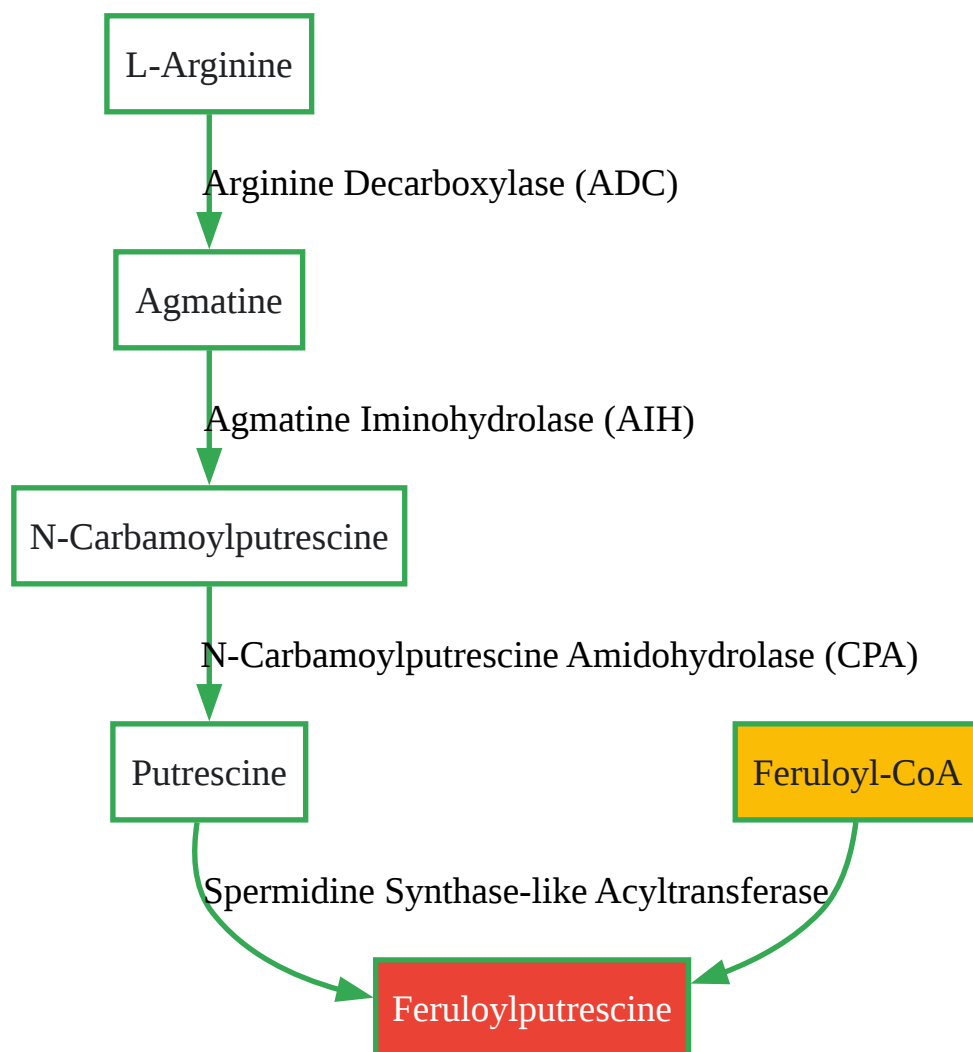 L-Arginine
Arginine Decarboxylase (ADC)
Agmatine
Agmatine Iminohydrolase (AIH)
N-Carbamoylputrescine
N-Carbamoylputrescine Amidohydrolase (CPA)
Putrescine
Feruloyl-CoA
Spermidine Synthase-like Acyltransferase
Feruloylputrescine